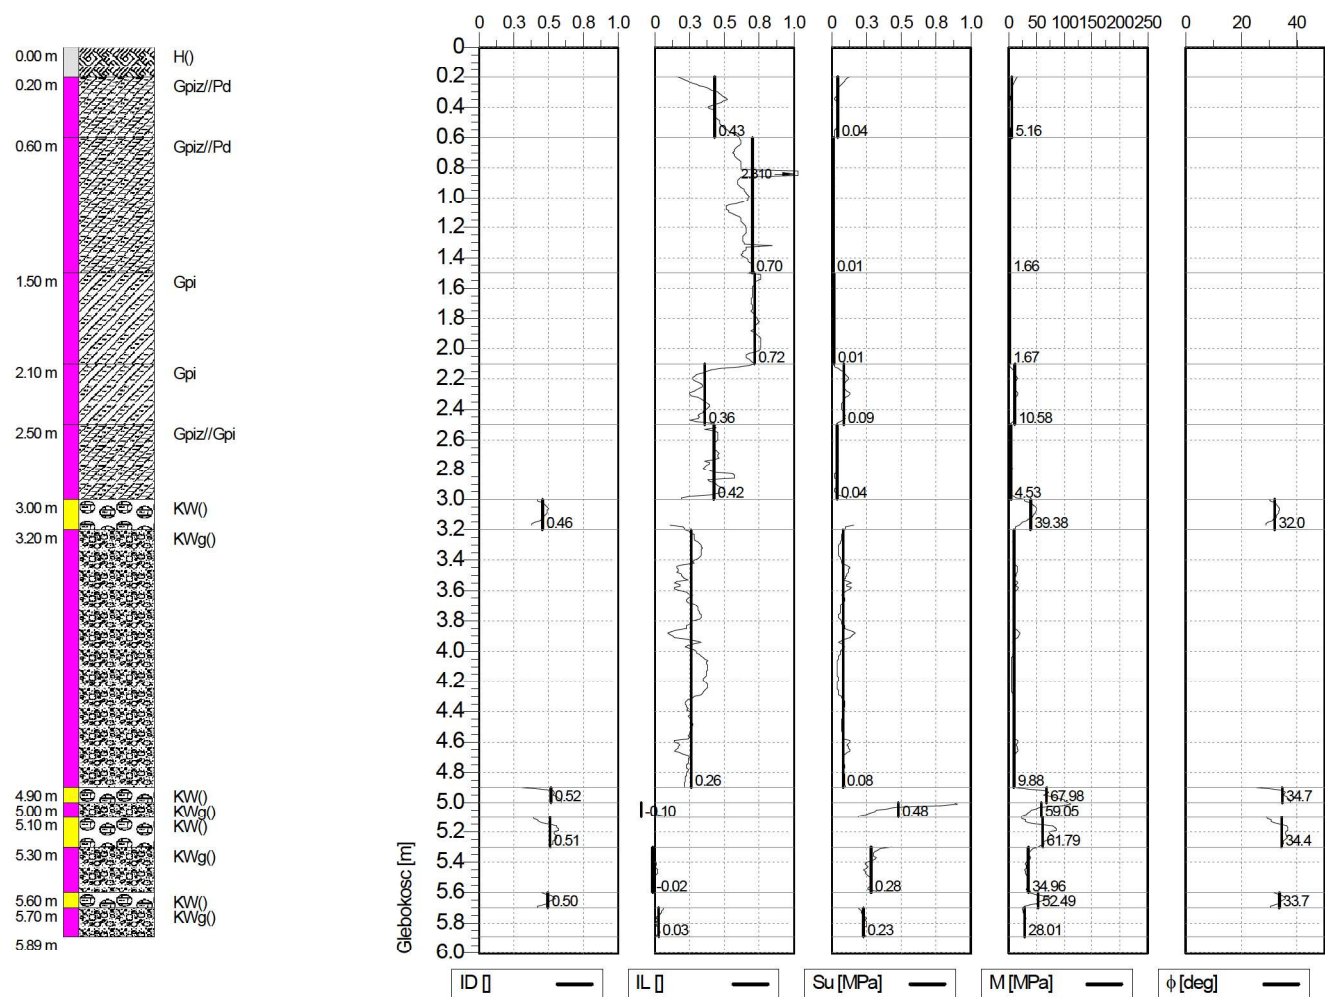 0 0.3 0.5 0.8 1.0 0 0.3 0.5 0.8 1.0 0 0.3 0.5 0.8 1.0 0 50 100 150 200 250 0 20 40
0.00 m H() 0
0.20 m Gpiz//Pd 0.2
0.4
0.6 0.43 0.04 5.16
0.60 m Gpiz//Pd
0.8 2.810
1.0
1.2
1.4 0.70 0.01 1.66
1.50 m Gpi
1.6
1.8
2.0 0.72 0.01 1.67
2.10 m Gpi
2.2
2.4 0.36 0.09 10.58
2.50 m Gpiz//Gpi
2.6
2.8
3.0 0.42 0.04 4.53
3.00 m KW()
3.2 0.46 39.38 32.0
3.20 m KWg()
3.4
3.6
3.8
4.0
4.2
4.4
4.6
4.8 0.26 0.08 9.88
4.90 m KW() 0.52 67.98 34.7
5.00 m KWg() 5.0 -0.10 0.48 59.05
5.10 m KW()
5.2 0.51 61.79 34.4
5.30 m KWg()
5.4
5.6 -0.02 0.28 34.96
5.60 m KW() 0.50 52.49 33.7
5.70 m KWg()
5.8 0.03 0.23 28.01
5.89 m
6.0
Glebokosc [m]
ID [] IL [] Su [MPa] M [MPa] ϕ [deg]